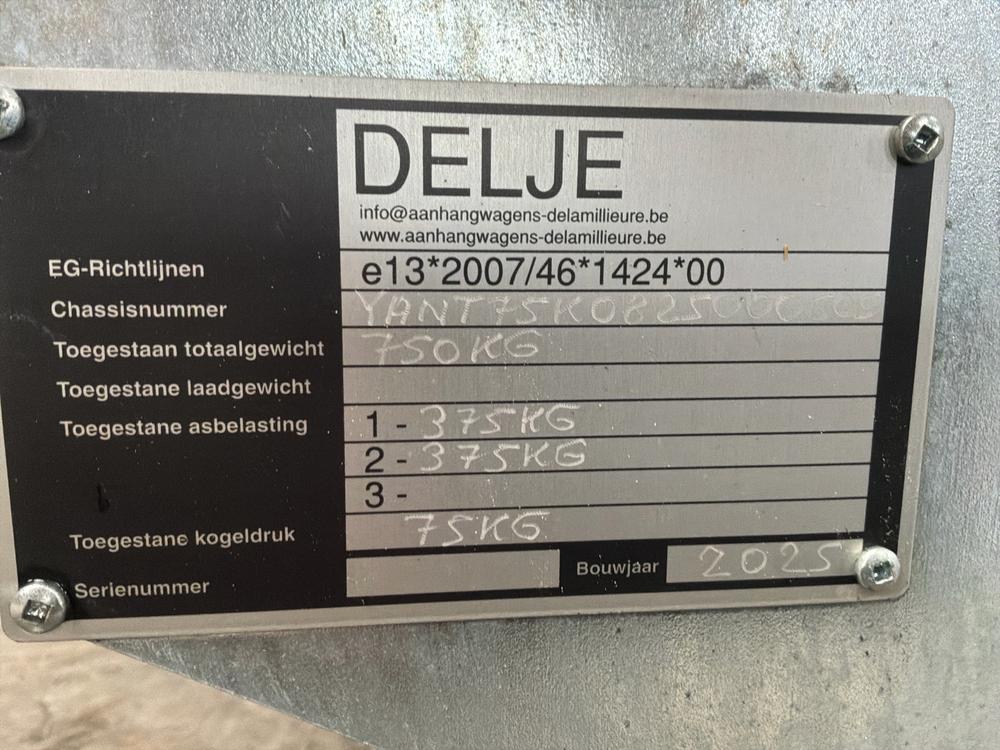 DELJE
info@aanhangwagens-delamillieure.be
www.aanhangwagens-delamillieure.be
EG-Richtlijnen e13*2007/46*1424*00
Chassisnummer
Toegestaan totaalgewicht 750KG
Toegestane laadgewicht
Toegestane asbelasting 1 - 375KG
2 - 375KG
3 -
Toegestane kogeldruk 75KG
Serienummer Bouwjaar 2025